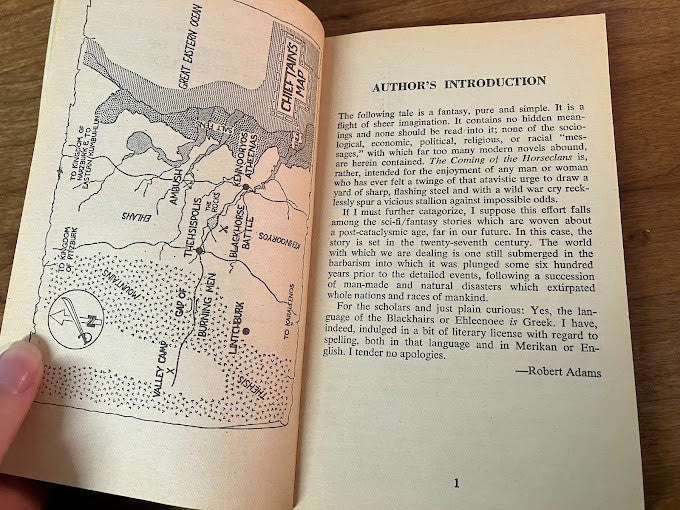 GREAT EASTERN OCEAN
CHIEFTAINS
MAP
TO KINGDOM OF
PITZBURK
EHLAHS
MOUNTAINS
AMBUSH
X
THE
ROCKS
KEHNOORYOS
ATHEENAHS
THEHSISPOLIS
BLACKHORSE
BATTLE
X
KEHNOORYOS
GAP OF
BURNING MEN
VALLEY CAMP
X
LINTCHBURK
THEHSIS
N
AUTHOR'S INTRODUCTION
The following tale is a fantasy, pure and simple. It is a
flight of sheer imagination. It contains no hidden mean-
ings and none should be read into it; none of the socio-
logical, economic, political, religious, or racial "mes-
sages," with which far too many modern novels abound,
are herein contained. The Coming of the Horseclans is,
rather, intended for the enjoyment of any man or woman
who has ever felt a twinge of that atavistic urge to draw a
yard of sharp, flashing steel and with a wild war cry reck-
lessly spur a vicious stallion against impossible odds.
If I must further catagorize, I suppose this effort falls
among the sci-fi/fantasy stories which are woven about
a post-cataclysmic age, far in our future. In this case, the
story is set in the twenty-seventh century. The world
with which we are dealing is one still submerged in the
barbarism into which it was plunged some six hundred
years prior to the detailed events, following a succession
of man-made and natural disasters which extirpated
whole nations and races of mankind.
For the scholars and just plain curious: Yes, the lan-
guage of the Blackhairs or Ehleenoee is Greek. I have,
indeed, indulged in a bit of literary license with regard to
spelling, both in that language and in Merikan or En-
glish. I tender no apologies.
—Robert Adams
1